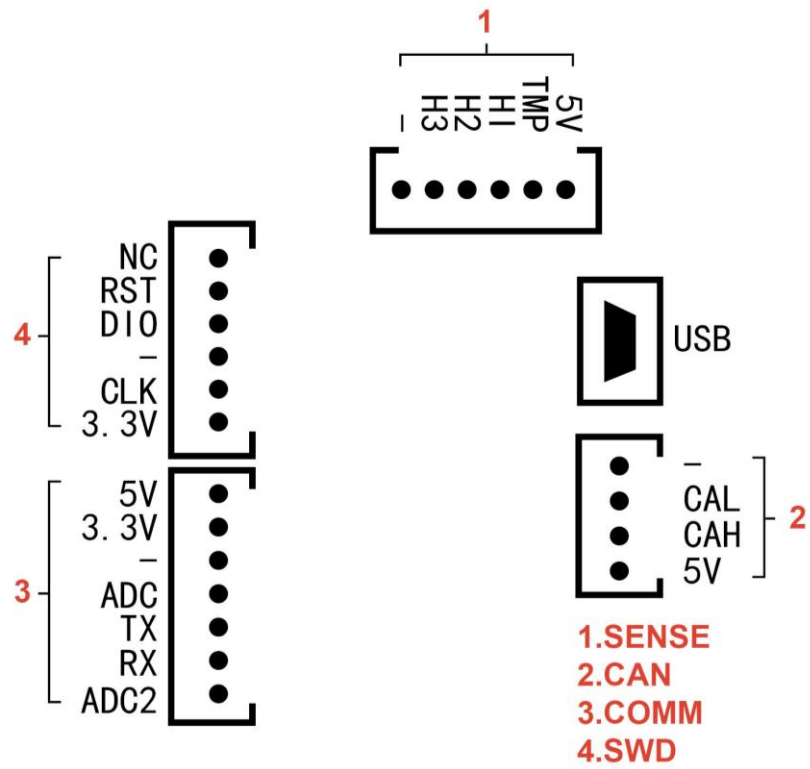 1
–
H3
H2
H1
TMP
5V
4
NC
RST
DIO
–
CLK
3.3V
3
5V
3.3V
–
ADC
TX
RX
ADC2
USB
–
CAL
CAH
5V
2
1.SENSE
2.CAN
3.COMM
4.SWD